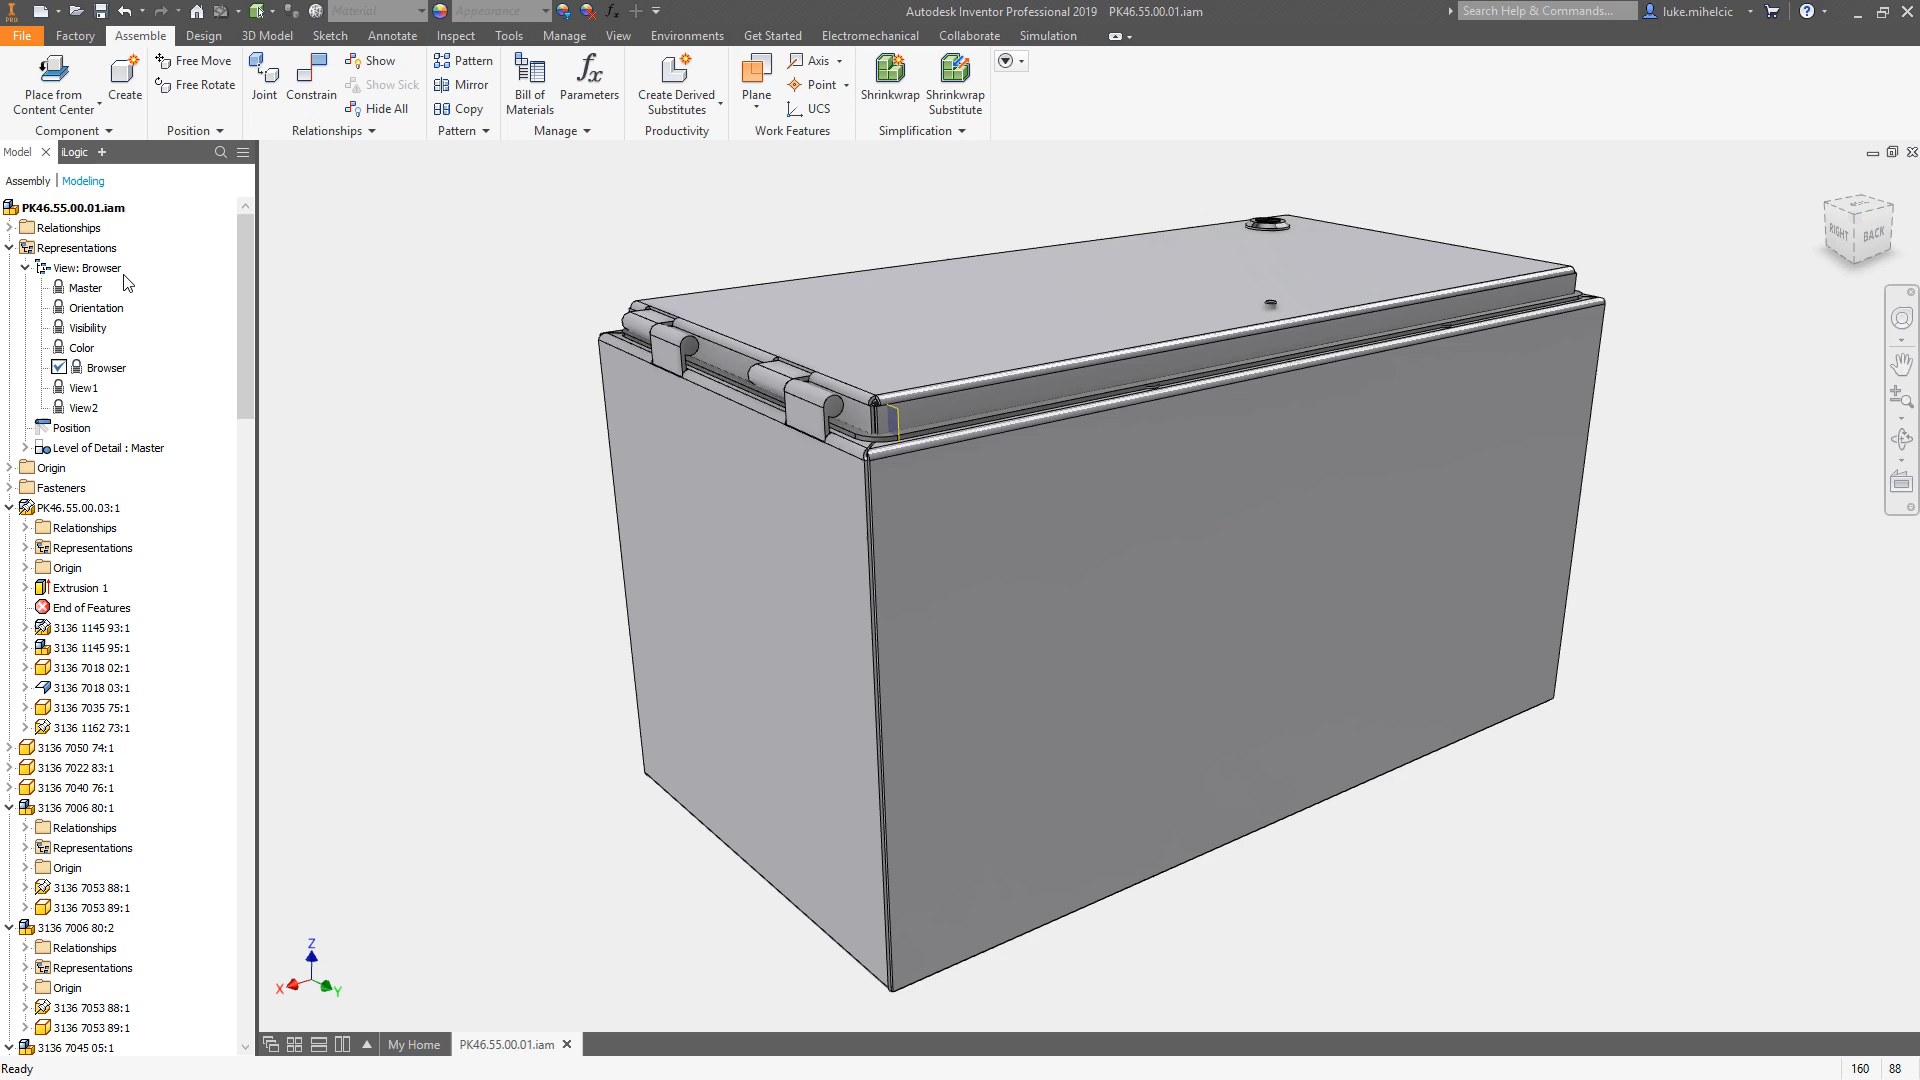 PRO
Material
Appearance
Autodesk Inventor Professional 2019 PK46.55.00.01.iam
Search Help & Commands...
luke.mihelcic
File Factory Assemble Design 3D Model Sketch Annotate Inspect Tools Manage View Environments Get Started Electromechanical Collaborate Simulation
Place from
Content Center
Create
Component
Free Move
Free Rotate
Position
Joint
Constrain
Show
Show Sick
Hide All
Relationships
Pattern
Mirror
Copy
Pattern
Bill of
Materials
Parameters
Manage
Create Derived
Substitutes
Productivity
Plane
Axis
Point
UCS
Work Features
Shrinkwrap
Shrinkwrap
Substitute
Simplification
Model iLogic
Assembly | Modeling
PK46.55.00.01.iam
Relationships
Representations
View: Browser
Master
Orientation
Visibility
Color
Browser
View1
View2
Position
Level of Detail : Master
Origin
Fasteners
PK46.55.00.03:1
Relationships
Representations
Origin
Extrusion 1
End of Features
3136 1145 93:1
3136 1145 95:1
3136 7018 02:1
3136 7018 03:1
3136 7035 75:1
3136 1162 73:1
3136 7050 74:1
3136 7022 83:1
3136 7040 76:1
3136 7006 80:1
Relationships
Representations
Origin
3136 7053 88:1
3136 7053 89:1
3136 7006 80:2
Relationships
Representations
Origin
3136 7053 88:1
3136 7053 89:1
3136 7045 05:1
RIGHT BACK
Z
X
Y
My Home PK46.55.00.01.iam
Ready
160 88